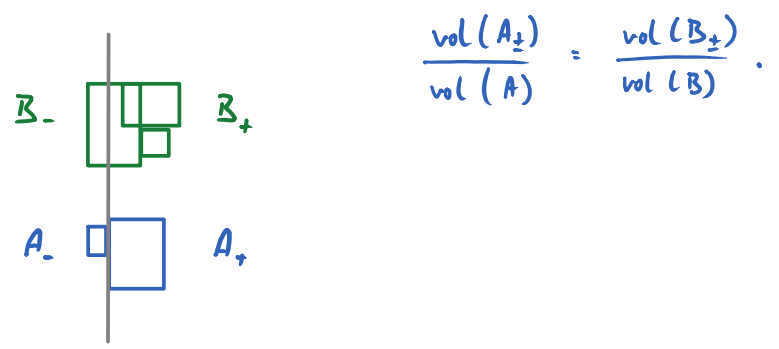 B₋ B₊
A₋ A₊
vol(A±)/vol(A) = vol(B±)/vol(B).